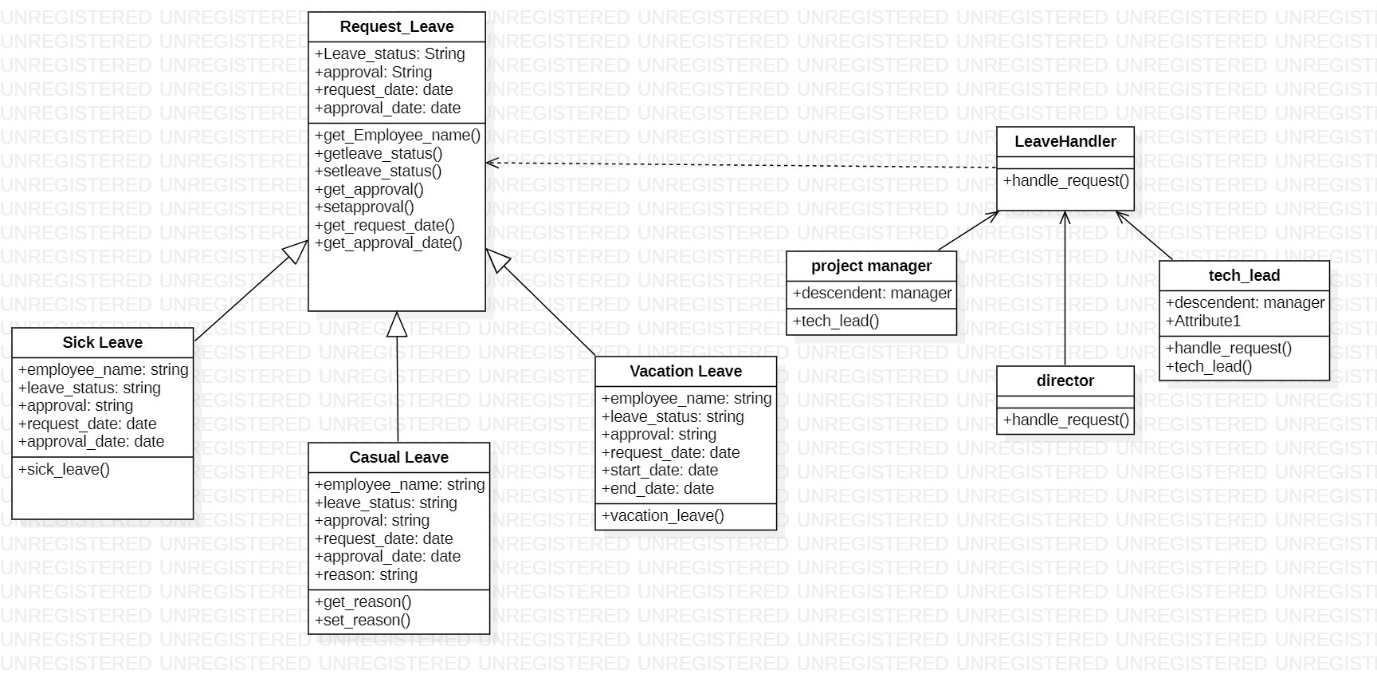 Request_Leave
+Leave_status: String
+approval: String
+request_date: date
+approval_date: date
+get_Employee_name()
+getleave_status()
+setleave_status()
+get_approval()
+setapproval()
+get_request_date()
+get_approval_date()
LeaveHandler
+handle_request()
project manager
+descendent: manager
+tech_lead()
tech_lead
+descendent: manager
+Attribute1
+handle_request()
+tech_lead()
director
+handle_request()
Sick Leave
+employee_name: string
+leave_status: string
+approval: string
+request_date: date
+approval_date: date
+sick_leave()
Casual Leave
+employee_name: string
+leave_status: string
+approval: string
+request_date: date
+approval_date: date
+reason: string
+get_reason()
+set_reason()
Vacation Leave
+employee_name: string
+leave_status: string
+approval: string
+request_date: date
+start_date: date
+end_date: date
+vacation_leave()
UNREGISTERED